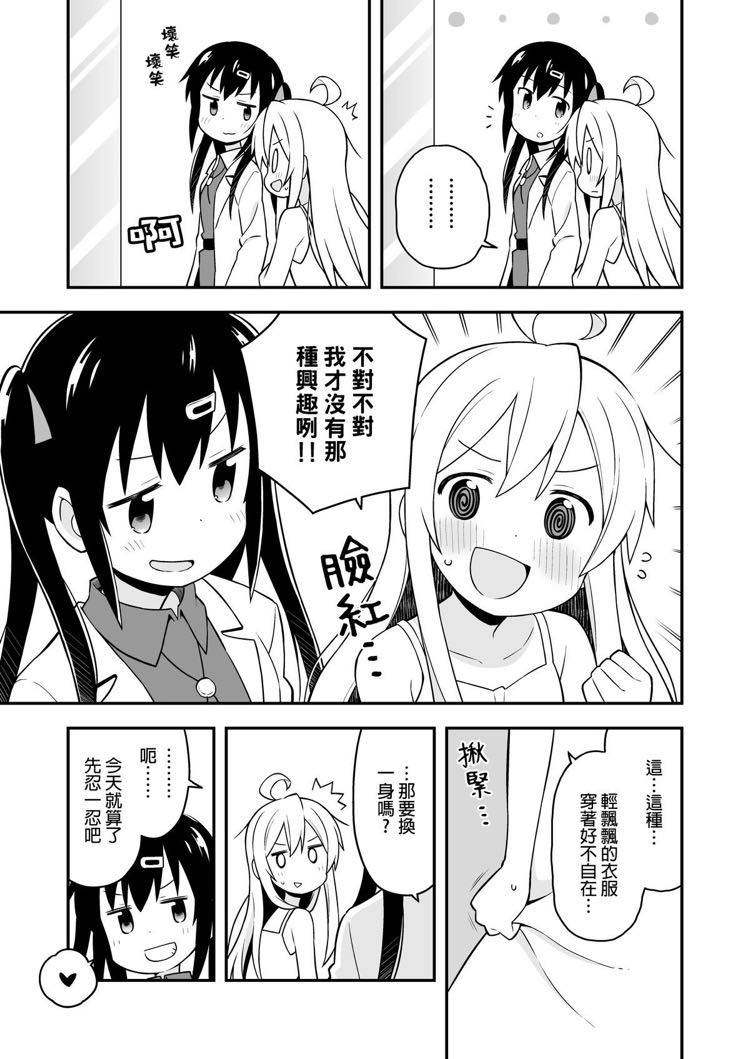 ………
壞笑
壞笑
啊呵
不對不對
我才沒有那
種興趣咧!!
臉紅…
這…這種…
輕飄飄的衣服
穿著好不自在…
揪緊…
…那要換
一身嗎?
………
呃……
今天就算了
先忍一忍吧
♥